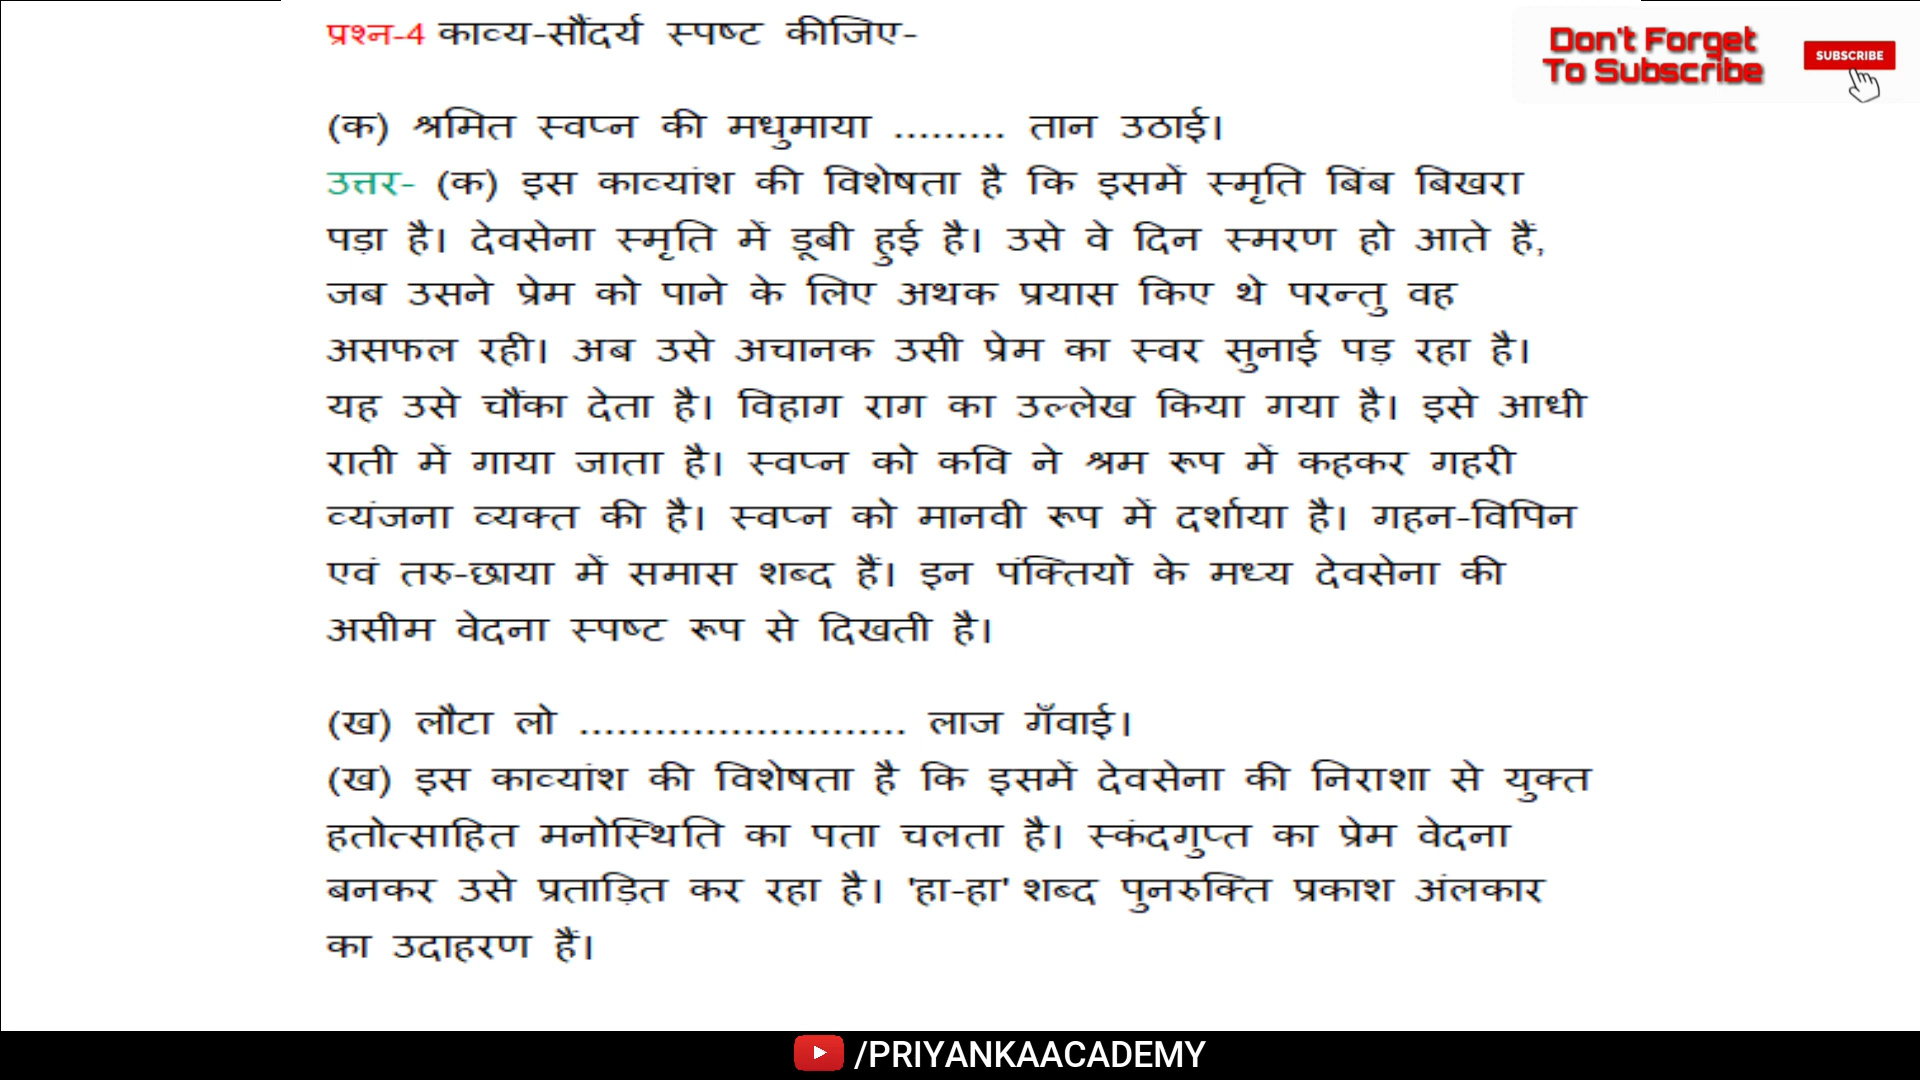 प्रश्न-4 काव्य-सौंदर्य स्पष्ट कीजिए-
Don't Forget
To Subscribe
SUBSCRIBE
(क) श्रमित स्वप्न की मधुमाया ......... तान उठाई।
उत्तर- (क) इस काव्यांश की विशेषता है कि इसमें स्मृति बिंब बिखरा
पड़ा है। देवसेना स्मृति में डूबी हुई है। उसे वे दिन स्मरण हो आते हैं,
जब उसने प्रेम को पाने के लिए अथक प्रयास किए थे परन्तु वह
असफल रही। अब उसे अचानक उसी प्रेम का स्वर सुनाई पड़ रहा है।
यह उसे चौंका देता है। विहाग राग का उल्लेख किया गया है। इसे आधी
राती में गाया जाता है। स्वप्न को कवि ने श्रम रूप में कहकर गहरी
व्यंजना व्यक्त की है। स्वप्न को मानवी रूप में दर्शाया है। गहन-विपिन
एवं तरु-छाया में समास शब्द हैं। इन पंक्तियों के मध्य देवसेना की
असीम वेदना स्पष्ट रूप से दिखती है।
(ख) लौटा लो .......................... लाज गँवाई।
(ख) इस काव्यांश की विशेषता है कि इसमें देवसेना की निराशा से युक्त
हतोत्साहित मनोस्थिति का पता चलता है। स्कंदगुप्त का प्रेम वेदना
बनकर उसे प्रताड़ित कर रहा है। 'हा-हा' शब्द पुनरुक्ति प्रकाश अंलकार
का उदाहरण हैं।
/PRIYANKAACADEMY